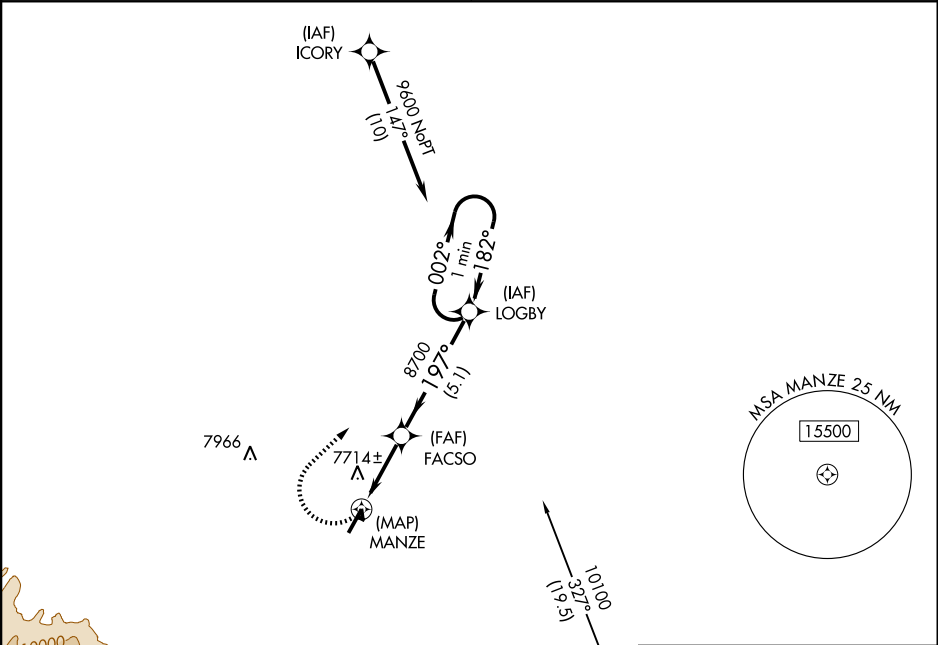 (IAF)
ICORY
9600 NoPT
147°
(10)
002°
1 min
182°
(IAF)
LOGBY
8700
197°
(5.1)
MSA MANZE 25 NM
15500
7966
7714±
(FAF)
FACSO
(MAP)
MANZE
10100
327°
(19.5)